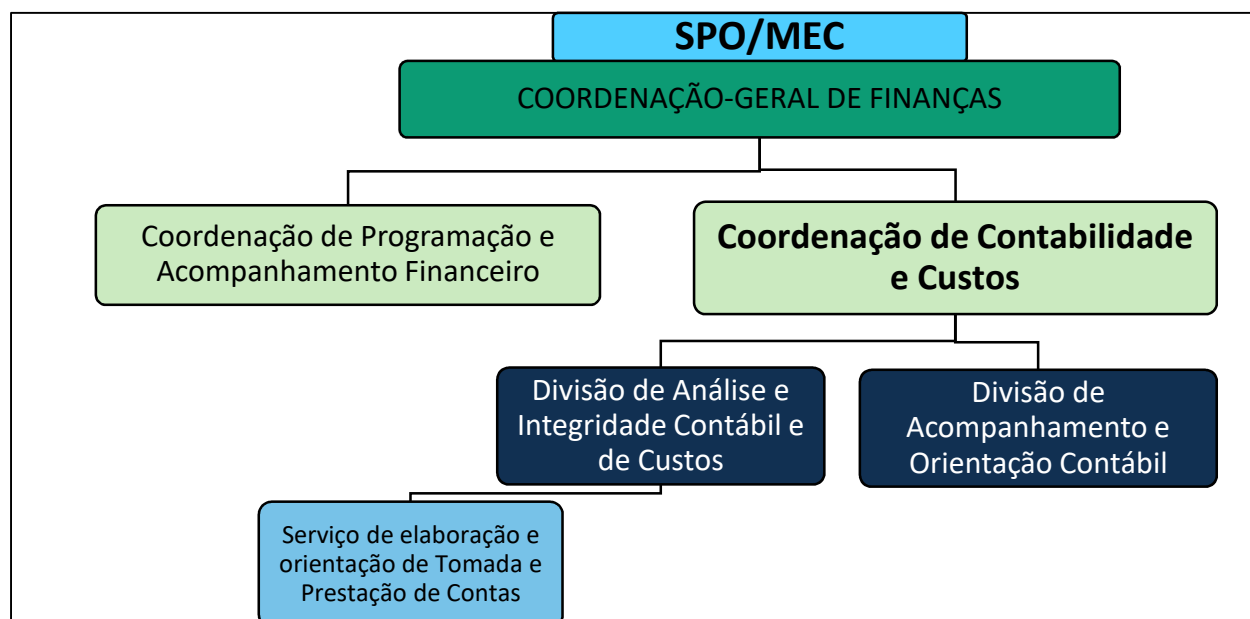 SPO/MEC
COORDENAÇÃO-GERAL DE FINANÇAS
Coordenação de Programação e
Acompanhamento Financeiro
Coordenação de Contabilidade
e Custos
Divisão de Análise e
Integridade Contábil e
de Custos
Divisão de
Acompanhamento e
Orientação Contábil
Serviço de elaboração e
orientação de Tomada e
Prestação de Contas